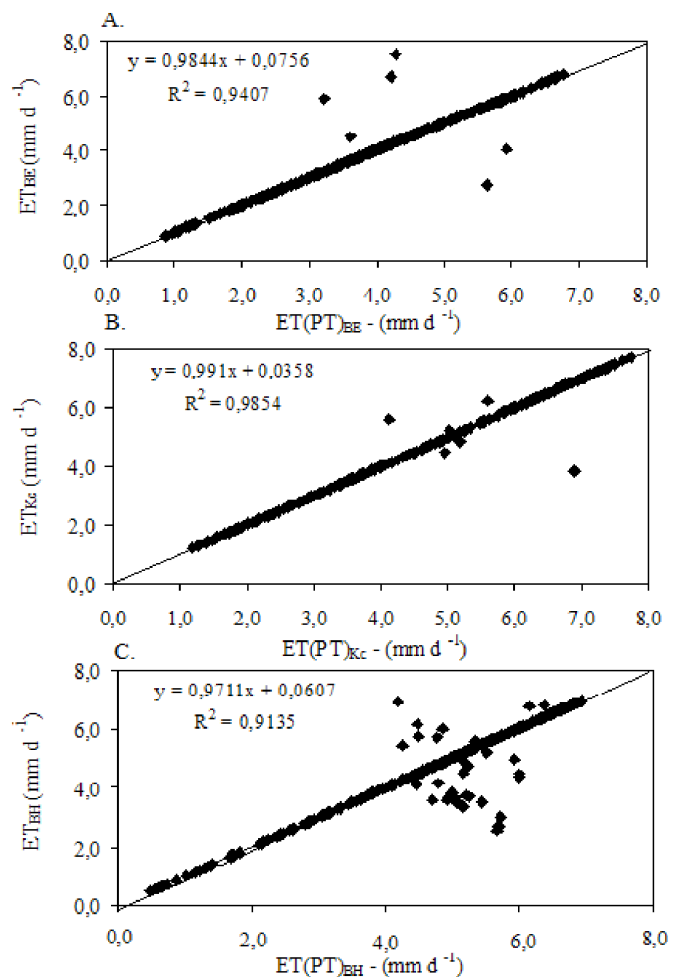 A.
8,0
y = 0,9844x + 0,0756
R² = 0,9407
6,0
4,0
2,0
0,0
ET_BE (mm d⁻¹)
0,0 1,0 2,0 3,0 4,0 5,0 6,0 7,0 8,0
ET(PT)_BE - (mm d⁻¹)
B.
8,0
y = 0,991x + 0,0358
R² = 0,9854
6,0
4,0
2,0
0,0
ET_Kc (mm d⁻¹)
0,0 1,0 2,0 3,0 4,0 5,0 6,0 7,0 8,0
ET(PT)_Kc - (mm d⁻¹)
C.
8,0
y = 0,9711x + 0,0607
R² = 0,9135
6,0
4,0
2,0
0,0
ET_BH (mm d⁻¹)
0,0 2,0 4,0 6,0 8,0
ET(PT)_BH - (mm d⁻¹)